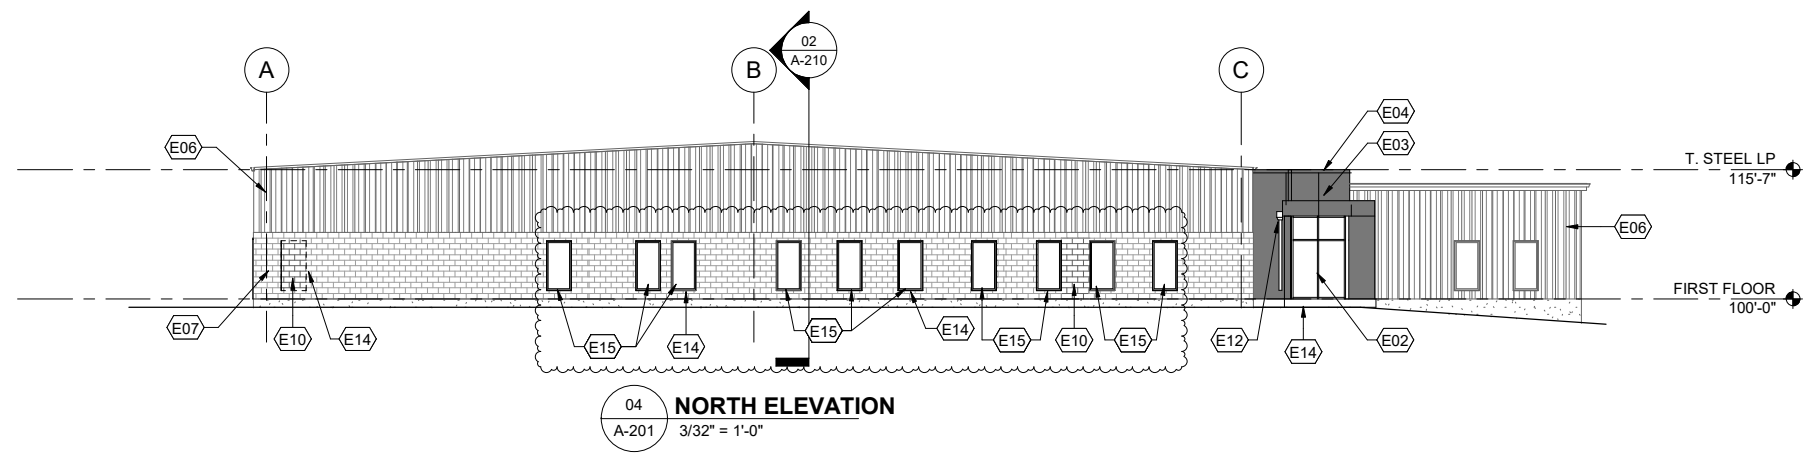 02
A-210
A
B
C
E04
E06
E03
T. STEEL LP
115'-7"
E06
FIRST FLOOR
100'-0"
E07
E10
E14
E15
E14
E15
E14
E15
E10
E15
E12
E14
E02
04
NORTH ELEVATION
A-201
3/32" = 1'-0"